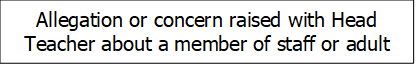 Allegation or concern raised with Head
Teacher about a member of staff or adult